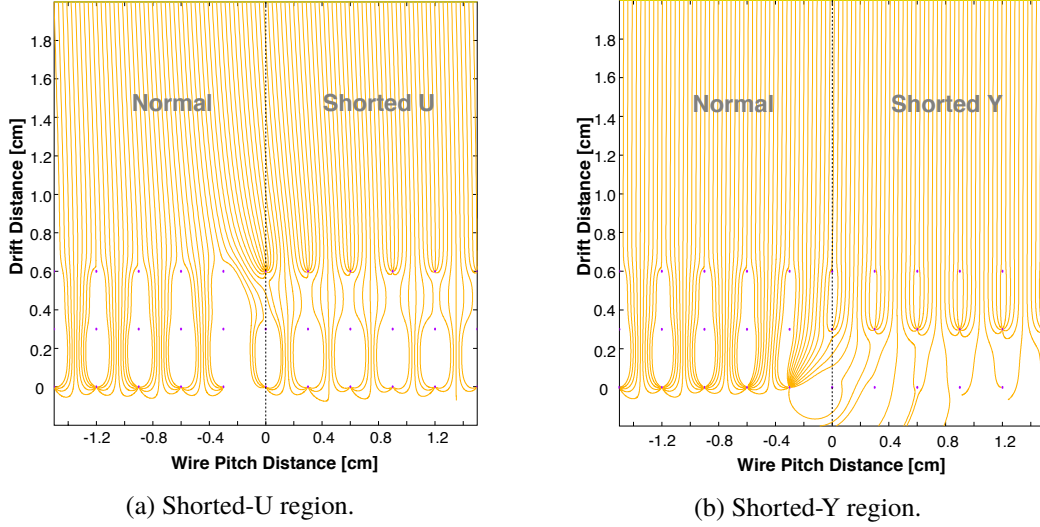 Normal
Shorted U
Drift Distance [cm]
1.8
1.6
1.4
1.2
1.0
0.8
0.6
0.4
0.2
0
-1.2 -0.8 -0.4 0 0.4 0.8 1.2
Wire Pitch Distance [cm]
(a) Shorted-U region.
Normal
Shorted Y
Drift Distance [cm]
1.8
1.6
1.4
1.2
1.0
0.8
0.6
0.4
0.2
0
-1.2 -0.8 -0.4 0 0.4 0.8 1.2
Wire Pitch Distance [cm]
(b) Shorted-Y region.